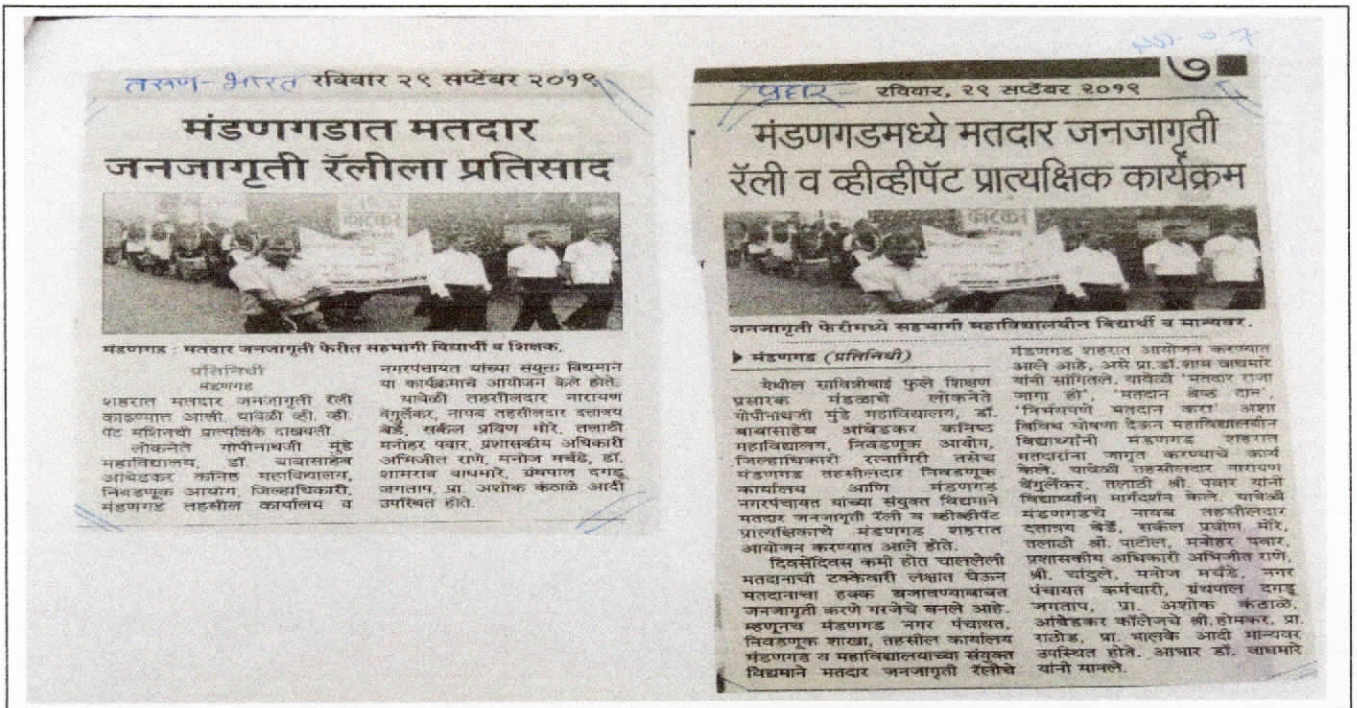 तरुण-भारत रविवार २९ सप्टेंबर २०१९
मंडणगडात मतदार
जनजागृती रॅलीला प्रतिसाद
मंडणगड : मतदार जनजागृती फेरीत सहभागी विद्यार्थी व शिक्षक.
प्रतिनिधी
मंडणगड
शहरात मतदार जनजागृती रॅली
काढण्यात आली. यावेळी व्ही. व्ही.
पॅट मशिनची प्रात्यक्षिके दाखवली.
लोकनेते गोपीनाथजी मुंडे
महाविद्यालय, डॉ. बाबासाहेब
आंबेडकर कनिष्ठ महाविद्यालय,
निवडणूक आयोग, जिल्हाधिकारी,
मंडणगड तहसील कार्यालय व
नगरपंचायत यांच्या संयुक्त विद्यमाने
या कार्यक्रमाचे आयोजन केले होते.
यावेळी तहसीलदार नारायण
वेंगुर्लेकर, नायब तहसीलदार दत्तात्रय
बेर्डे, सर्कल प्रविण मोरे, तलाठी
मनोहर पवार, प्रशासकीय अधिकारी
अभिजीत राणे, मनोज मर्चंडे, डॉ.
शामराव वाघमारे, ग्रंथपाल दगडू
जगताप, प्रा. अशोक कंठाळे आदी
उपस्थित होते.
७
प्रहार - रविवार, २९ सप्टेंबर २०१९
मंडणगडमध्ये मतदार जनजागृती
रॅली व व्हीव्हीपॅट प्रात्यक्षिक कार्यक्रम
जनजागृती फेरीमध्ये सहभागी महाविद्यालयीन विद्यार्थी व मान्यवर.
मंडणगड (प्रतिनिधी)
येथील सावित्रीबाई फुले शिक्षण
प्रसारक मंडळाचे लोकनेते
गोपीनाथजी मुंडे महाविद्यालय, डॉ.
बाबासाहेब आंबेडकर कनिष्ठ
महाविद्यालय, निवडणूक आयोग,
जिल्हाधिकारी रत्नागिरी तसेच
मंडणगड तहसीलदार निवडणूक
कार्यालय आणि मंडणगड
नगरपंचायत यांच्या संयुक्त विद्यमाने
मतदार जनजागृती रॅली व व्हीव्हीपॅट
प्रात्यक्षिकाचे मंडणगड शहरात
आयोजन करण्यात आले होते.
दिवसेंदिवस कमी होत चाललेली
मतदानाची टक्केवारी लक्षात घेऊन
मतदानाचा हक्क बजावण्याबाबत
जनजागृती करणे गरजेचे बनले आहे.
म्हणूनच मंडणगड नगर पंचायत,
निवडणूक शाखा, तहसील कार्यालय
मंडणगड व महाविद्यालयाच्या संयुक्त
विद्यमाने मतदार जनजागृती रॅलीचे
मंडणगड शहरात आयोजन करण्यात
आले आहे, असे प्रा.डॉ.शाम वाघमारे
यांनी सांगितले. यावेळी 'मतदार राजा
जागा हो', 'मतदान श्रेष्ठ दान',
'निर्भयपणे मतदान करा' अशा
विविध घोषणा देऊन महाविद्यालयीन
विद्यार्थ्यांनी मंडणगड शहरात
मतदारांना जागृत करण्याचे कार्य
केले. यावेळी तहसीलदार नारायण
वेंगुर्लेकर, तलाठी श्री. पवार यांनी
विद्यार्थ्यांना मार्गदर्शन केले. यावेळी
मंडणगडचे नायब तहसीलदार
दत्तात्रय बेर्डे, सर्कल प्रवीण मोरे,
तलाठी श्री. पाटील, मनोहर पवार,
प्रशासकीय अधिकारी अभिजीत राणे,
श्री. चांदुले, मनोज मर्चंडे, नगर
पंचायत कर्मचारी, ग्रंथपाल दगडू
जगताप, प्रा. अशोक कंठाळे,
आंबेडकर कॉलेजचे श्री.होमकर, प्रा.
राठोड, प्रा. भालके आदी मान्यवर
उपस्थित होते. आभार डॉ. वाघमारे
यांनी मानले.